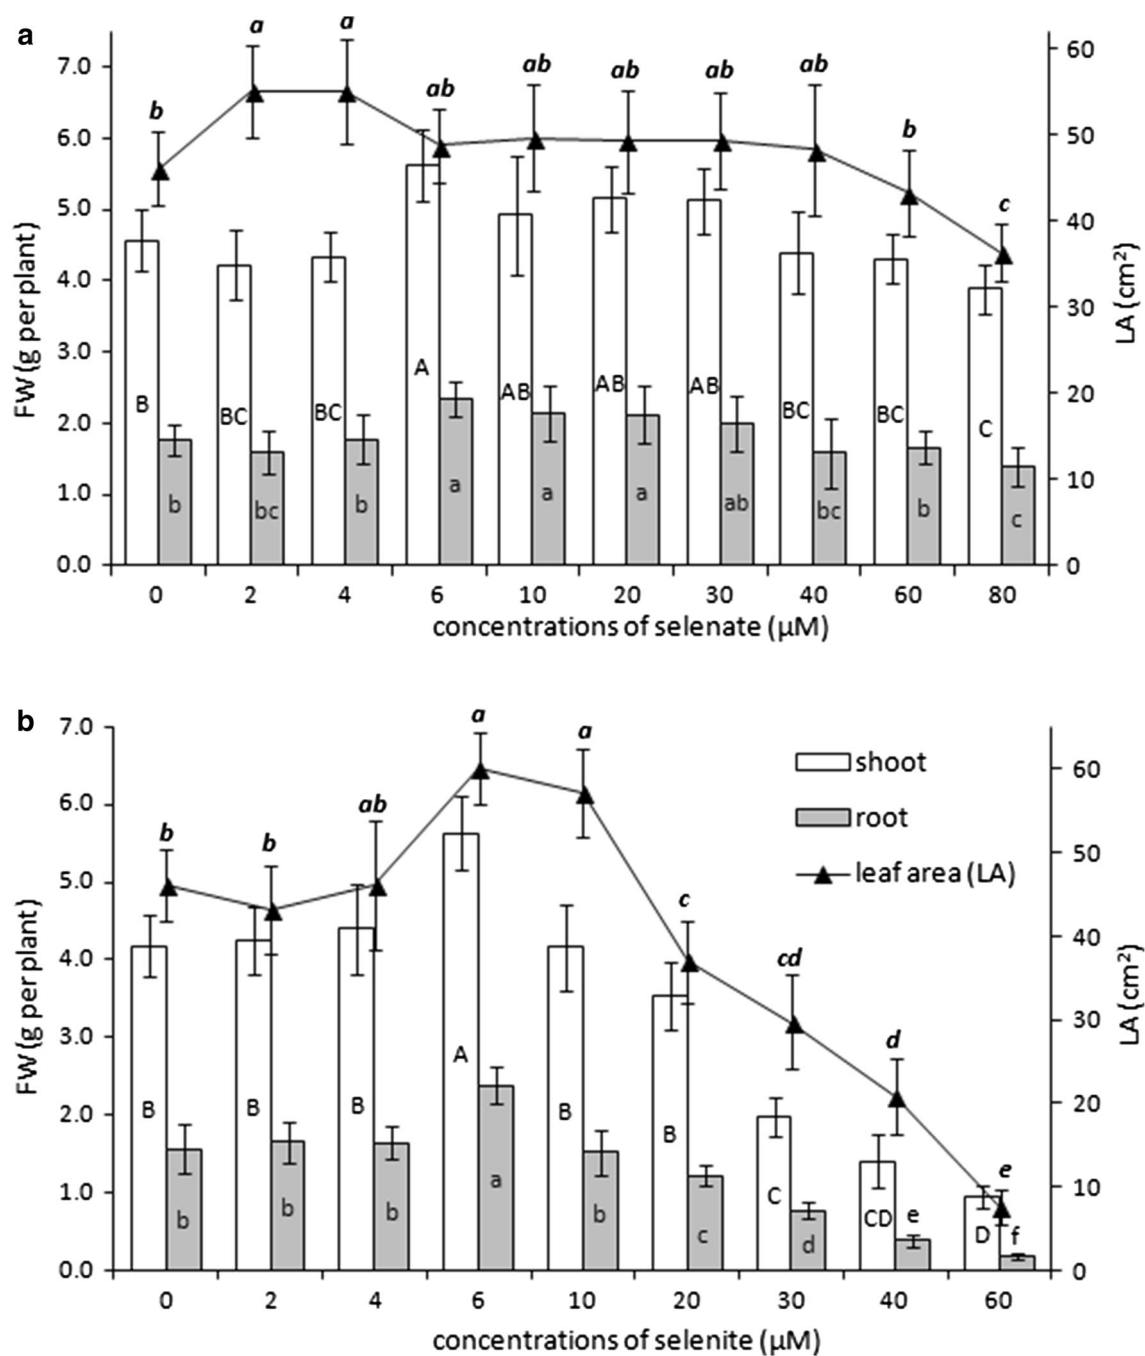 a
a a
b ab ab ab ab ab b c
7.0
6.0
5.0
4.0
3.0
2.0
1.0
0.0
FW (g per plant)
60
50
40
30
20
10
0
LA (cm²)
B BC BC A AB AB AB BC BC C
b bc b a a a ab bc b c
0 2 4 6 10 20 30 40 60 80
concentrations of selenate (µM)
b
b b ab a a c cd d e
7.0
6.0
5.0
4.0
3.0
2.0
1.0
0.0
FW (g per plant)
shoot
root
leaf area (LA)
60
50
40
30
20
10
0
LA (cm²)
B B B A B B C CD D
b b b a b c d e f
0 2 4 6 10 20 30 40 60
concentrations of selenite (µM)